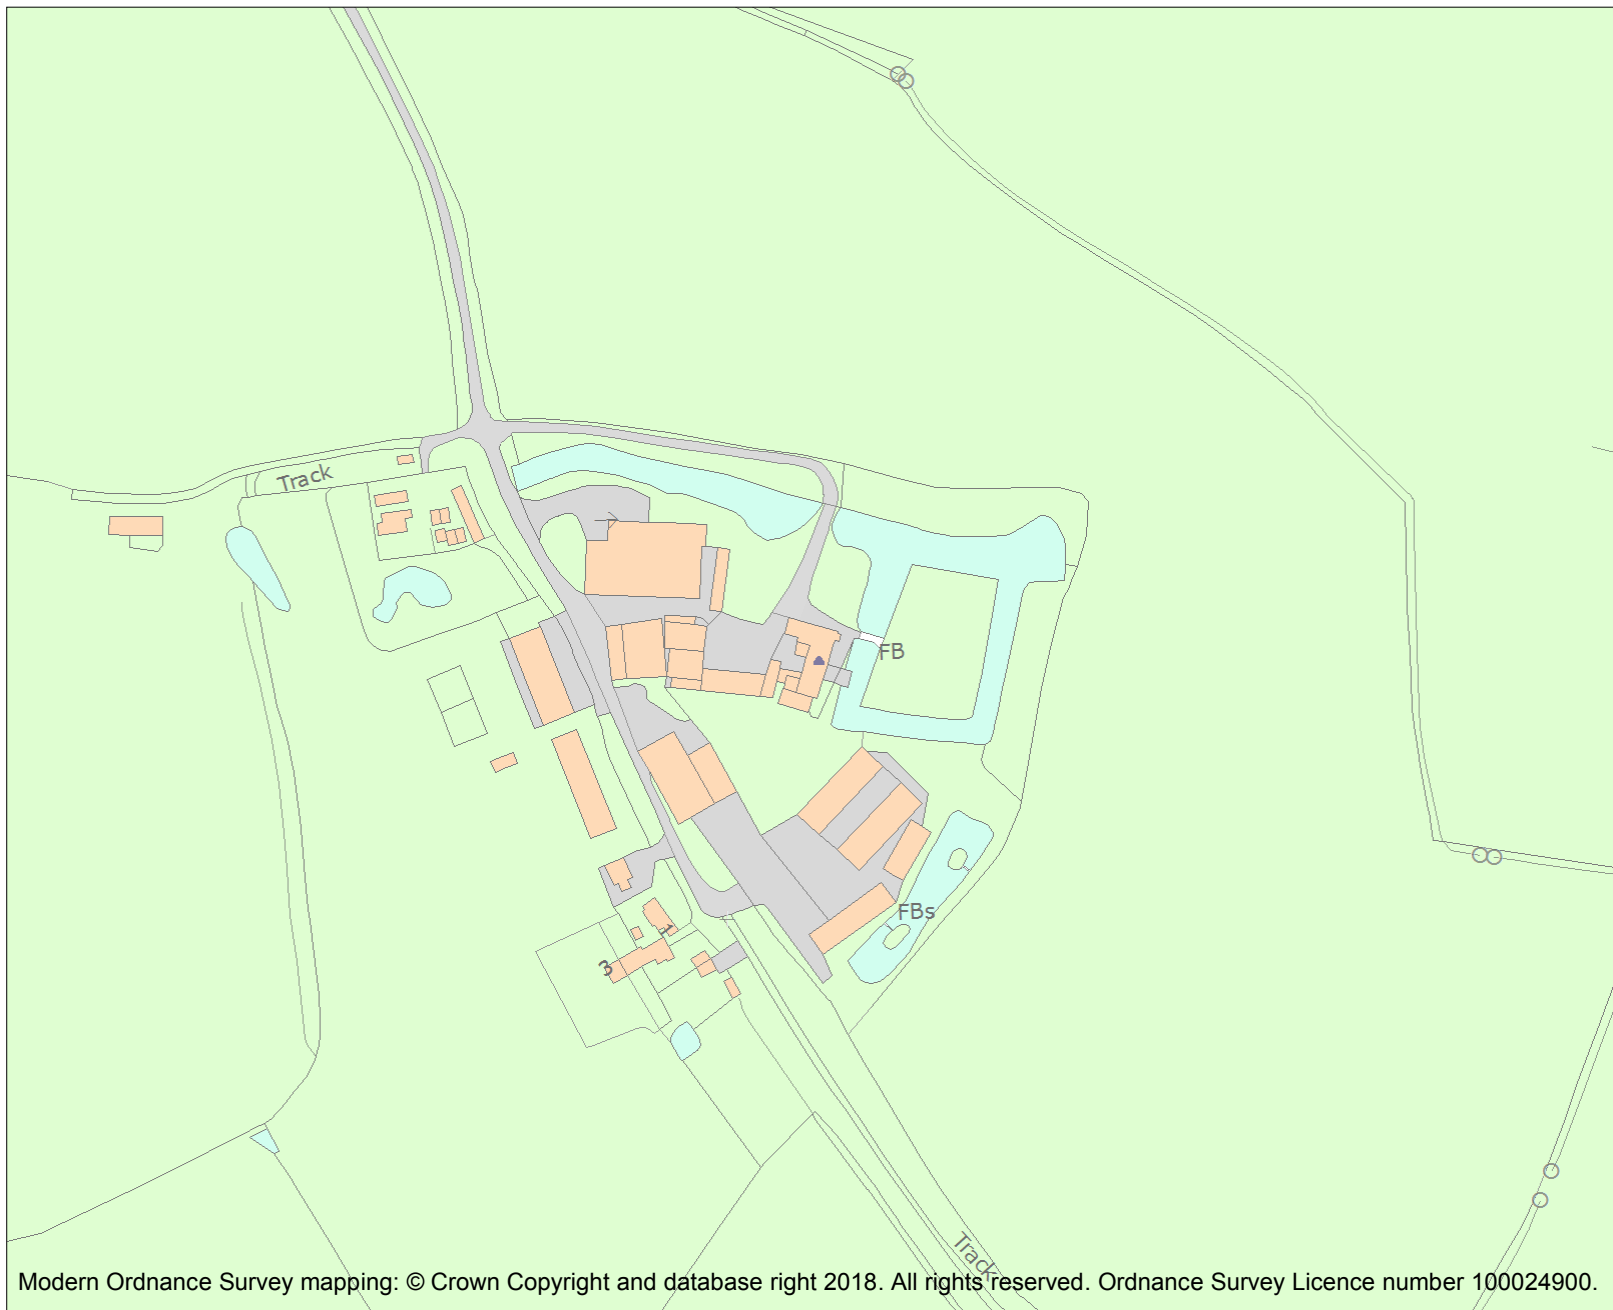 Track
FB
FBs
1
3
Track
Modern Ordnance Survey mapping: © Crown Copyright and database right 2018. All rights reserved. Ordnance Survey Licence number 100024900.